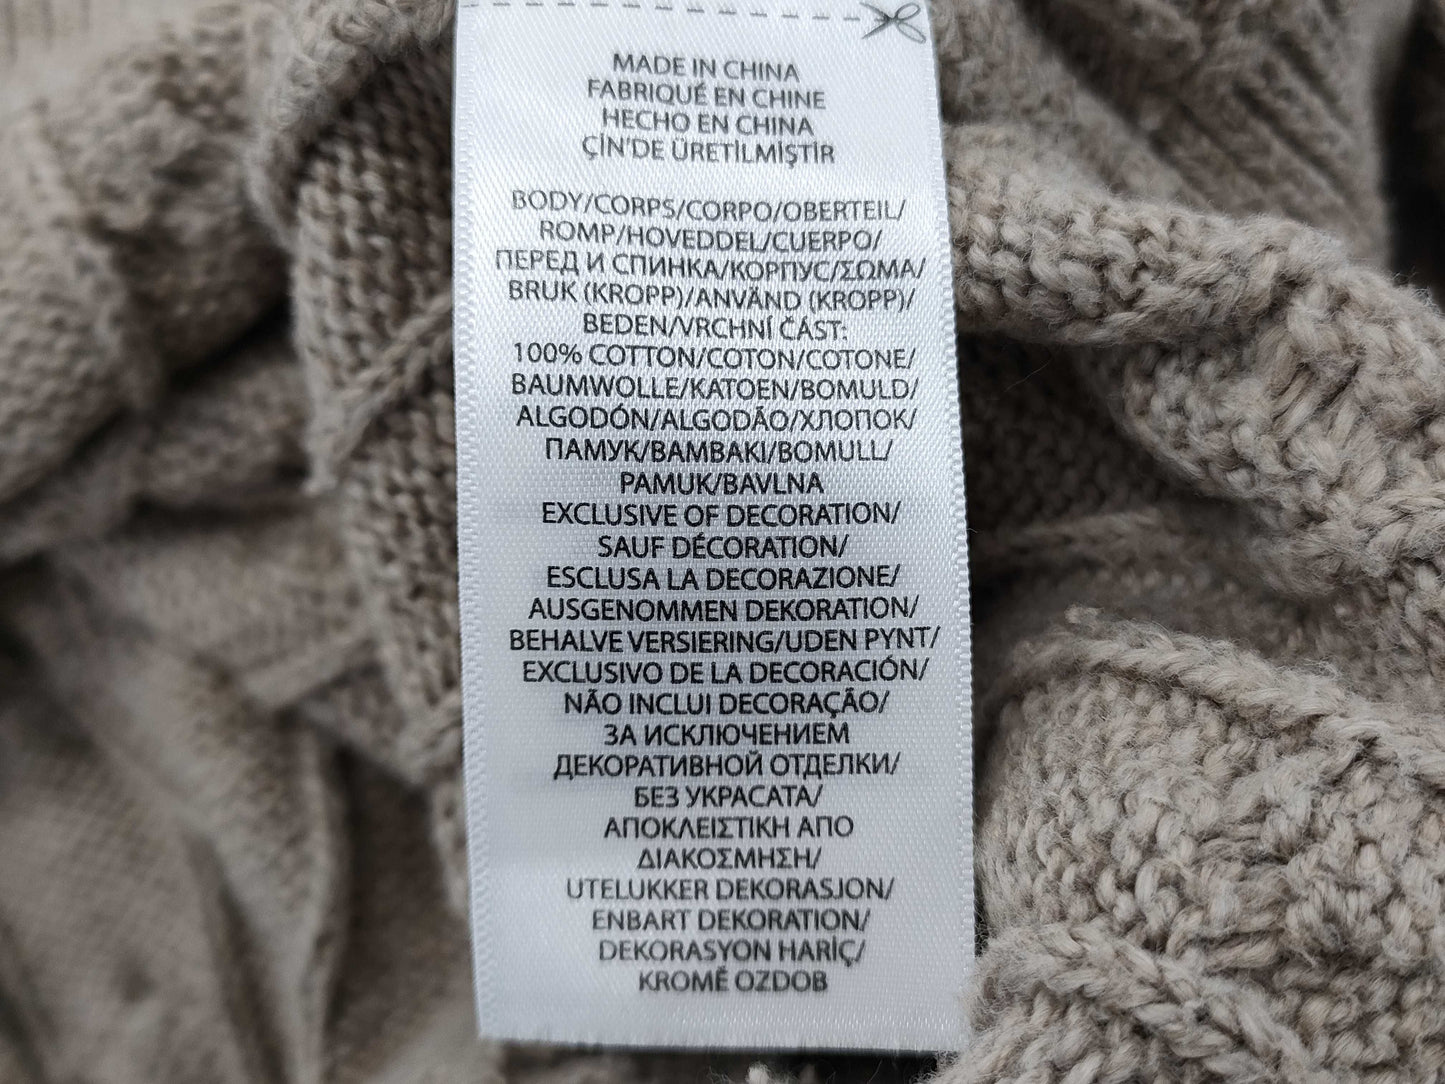 MADE IN CHINA
FABRIQUÉ EN CHINE
HECHO EN CHINA
ÇİN'DE ÜRETİLMİŞTİR
BODY/CORPS/CORPO/OBERTEIL/
ROMP/HOVEDDEL/CUERPO/
ПЕРЕД И СПИНКА/КОРПУС/ΣΩΜΑ/
BRUK (KROPP)/ANVÄND (KROPP)/
BEDEN/VRCHNÍ ČÁST:
100% COTTON/COTON/COTONE/
BAUMWOLLE/KATOEN/BOMULD/
ALGODÓN/ALGODÃO/ХЛОПОК/
ПАМУК/BAMBAKI/BOMULL/
PAMUK/BAVLNA
EXCLUSIVE OF DECORATION/
SAUF DÉCORATION/
ESCLUSA LA DECORAZIONE/
AUSGENOMMEN DEKORATION/
BEHALVE VERSIERING/UDEN PYNT/
EXCLUSIVO DE LA DECORACIÓN/
NÃO INCLUI DECORAÇÃO/
ЗА ИСКЛЮЧЕНИЕМ
ДЕКОРАТИВНОЙ ОТДЕЛКИ/
БЕЗ УКРАСАТА/
ΑΠΟΚΛΕΙΣΤΙΚΗ ΑΠΟ
ΔΙΑΚΟΣΜΗΣΗ/
UTELUKKER DEKORASJON/
ENBART DEKORATION/
DEKORASYON HARİÇ/
KROMĚ OZDOB